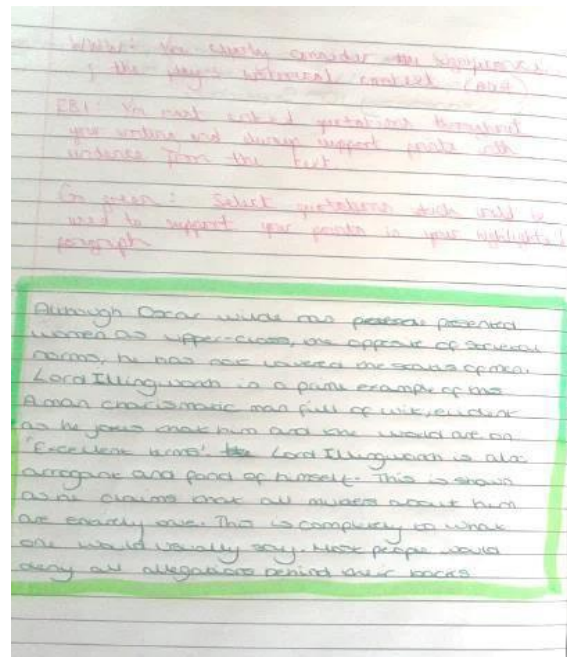 WWW: You clearly consider the significance
of the play's historical context (AO3)
EBI: You must embed quotations throughout
your writing and always support points with
evidence from the text.
Go green: Select quotations which could be
used to support your points in your highlighted
paragraph
Although Oscar Wilde has presented
women as upper-class, the opposite of societal
norms, he has not lowered the status of men.
Lord Illingworth is a prime example of this
A man charismatic man full of wit, evident
as he jokes that him and the world are on
'Excellent terms'. Lord Illingworth is also
arrogant and fond of himself. This is shown
as he claims that all about him
are entirely true. This is completely to what
one would usually say. Most people would
deny all allegations behind their backs